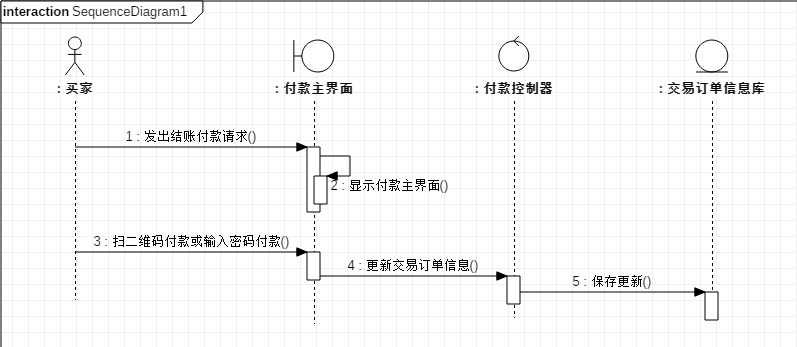 interaction SequenceDiagram1
: 买家
: 付款主界面
: 付款控制器
: 交易订单信息库
1 : 发出结账付款请求()
2 : 显示付款主界面()
3 : 扫二维码付款或输入密码付款()
4 : 更新交易订单信息()
5 : 保存更新()